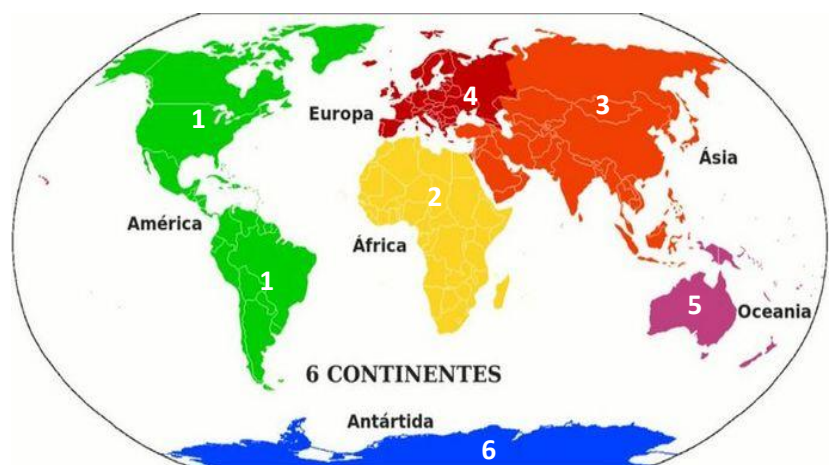 1
4
3
Europa
Ásia
2
América
África
1
5
Oceania
6 CONTINENTES
Antártida
6